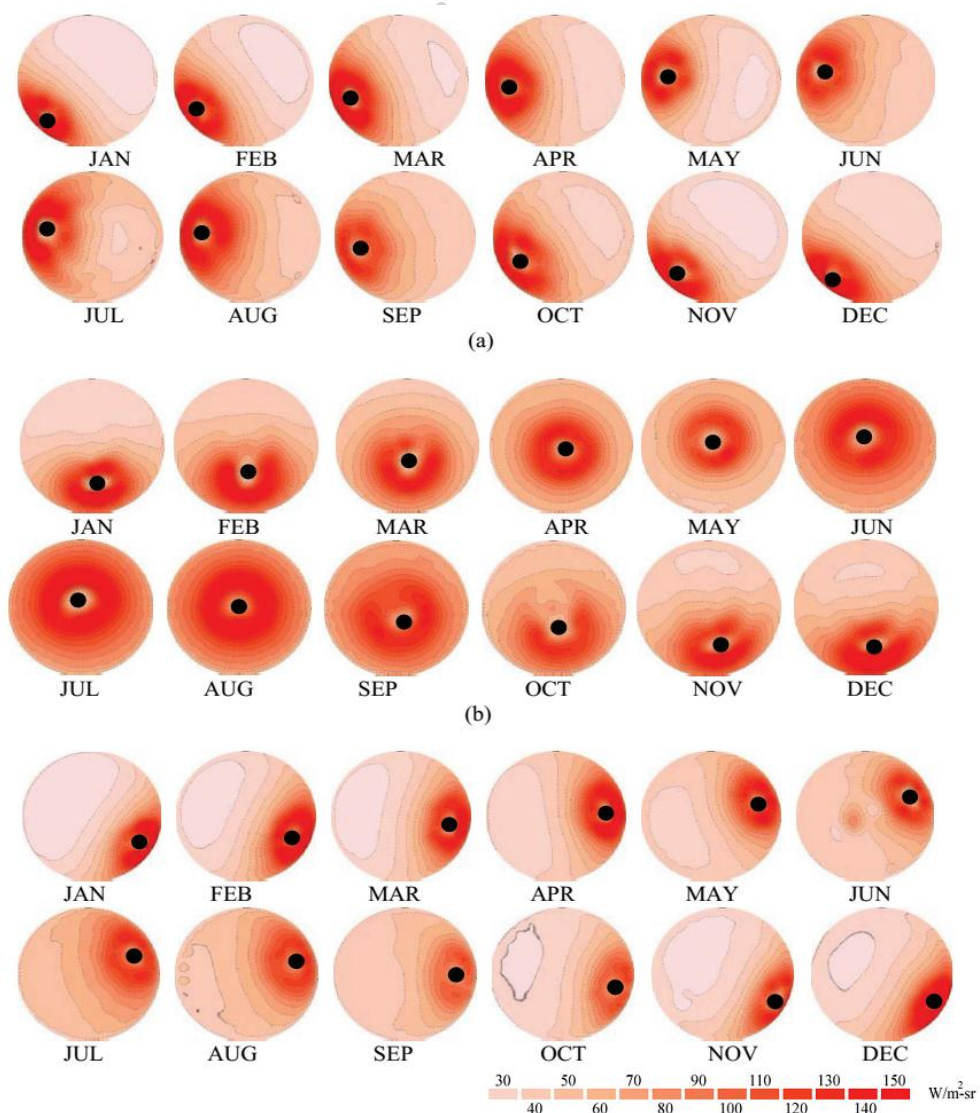 JAN FEB MAR APR MAY JUN
JUL AUG SEP OCT NOV DEC
(a)
JAN FEB MAR APR MAY JUN
JUL AUG SEP OCT NOV DEC
(b)
JAN FEB MAR APR MAY JUN
JUL AUG SEP OCT NOV DEC
30 50 70 90 110 130 150
W/m²-sr
40 60 80 100 120 140